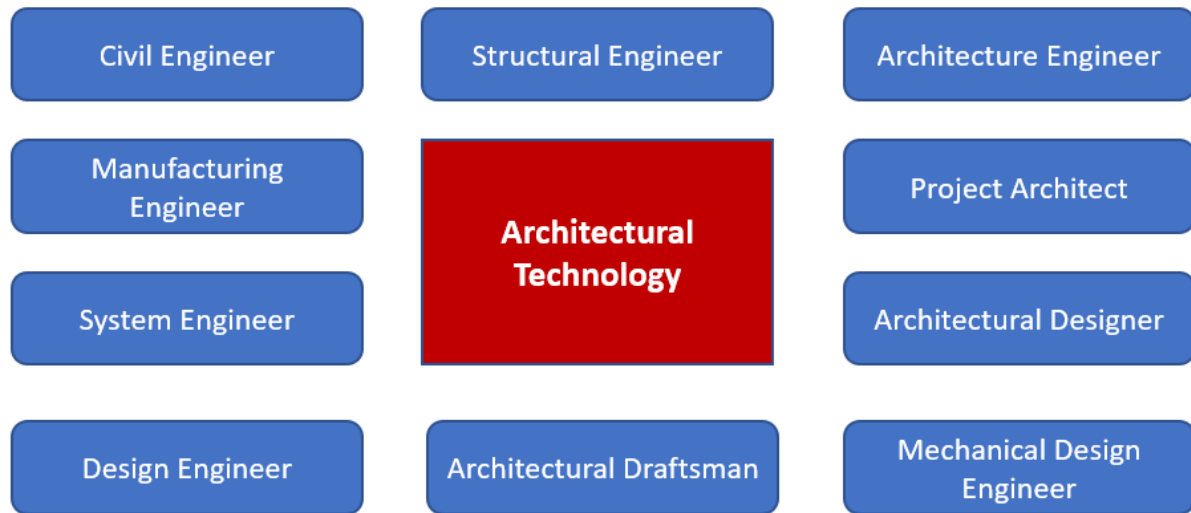 Civil Engineer
Structural Engineer
Architecture Engineer
Manufacturing
Engineer
Architectural
Technology
Project Architect
System Engineer
Architectural Designer
Design Engineer
Architectural Draftsman
Mechanical Design
Engineer